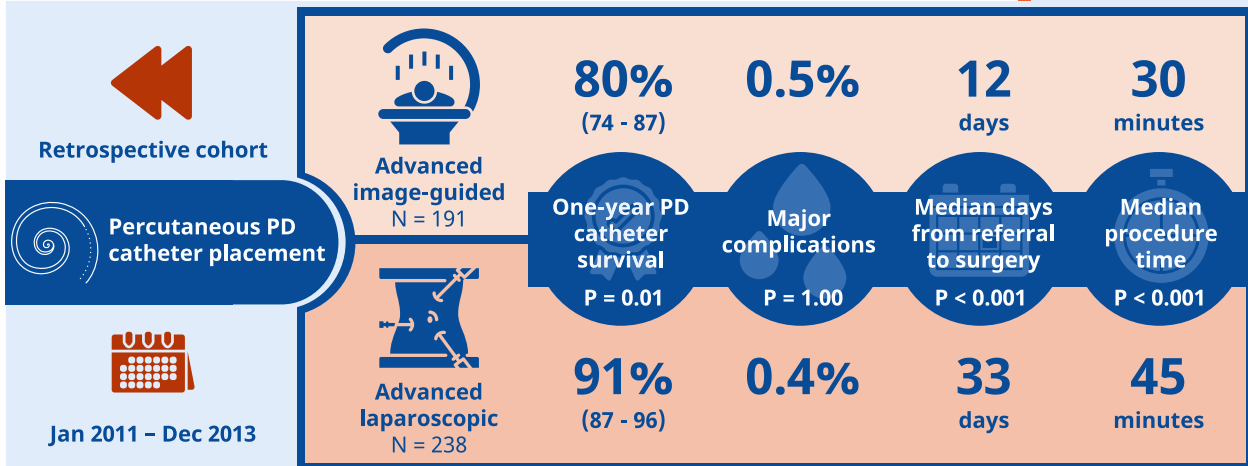 Retrospective cohort
Percutaneous PD
catheter placement
Jan 2011 – Dec 2013
Advanced
image-guided
N = 191
80%
(74 - 87)
0.5%
12
days
30
minutes
One-year PD
catheter
survival
P = 0.01
Major
complications
P = 1.00
Median days
from referral
to surgery
P < 0.001
Median
procedure
time
P < 0.001
Advanced
laparoscopic
N = 238
91%
(87 - 96)
0.4%
33
days
45
minutes